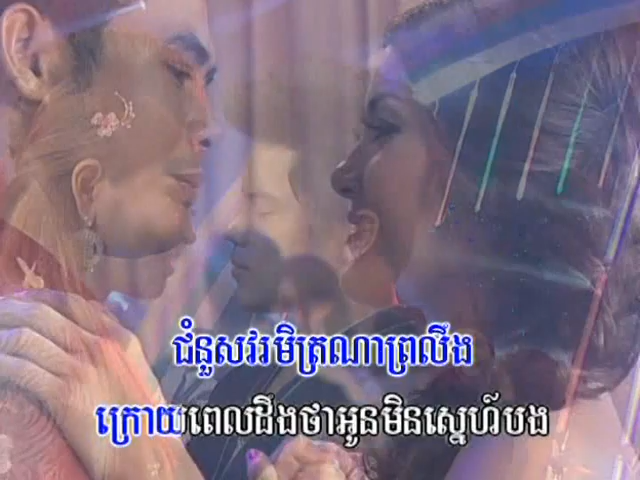 ជំនួសវរមិត្រណាព្រលឹង
ក្រោយពេលដឹងថាអូនមិនស្នេហ៍បង